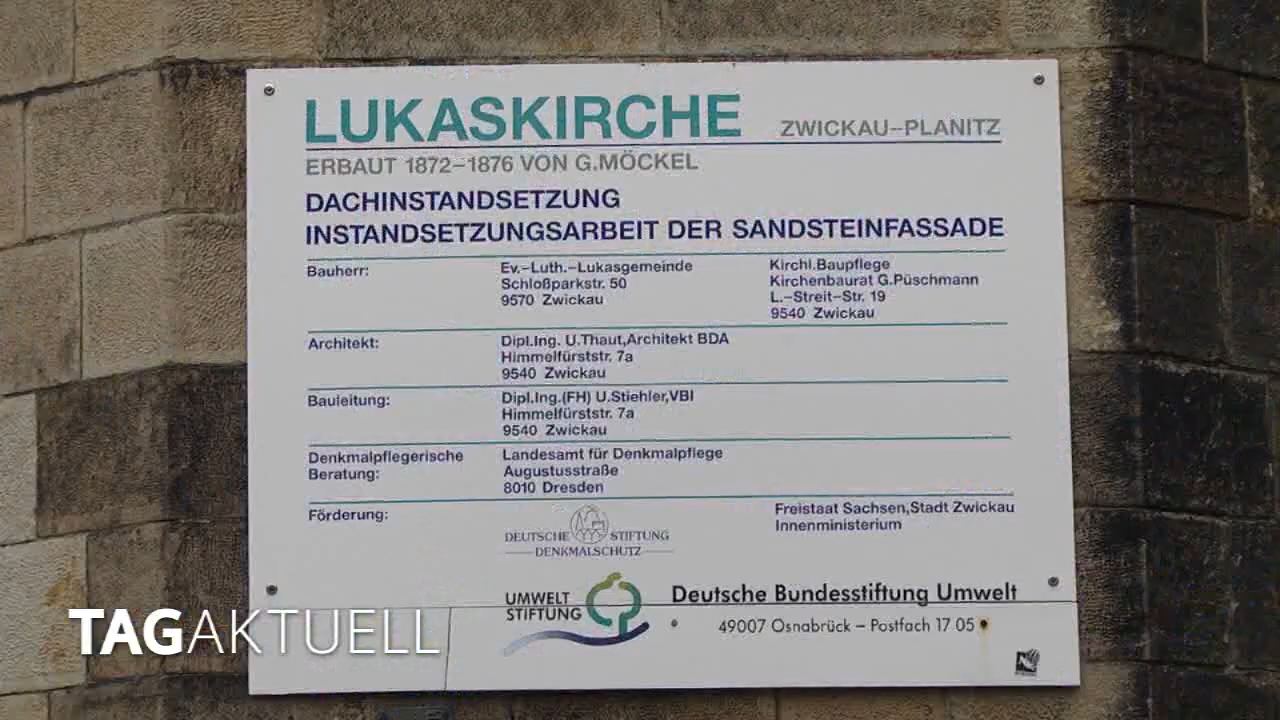 LUKASKIRCHE ZWICKAU–PLANITZ
ERBAUT 1872–1876 VON G.MÖCKEL
DACHINSTANDSETZUNG
INSTANDSETZUNGSARBEIT DER SANDSTEINFASSADE
Bauherr:
Ev.–Luth.–Lukasgemeinde
Schloßparkstr. 50
9570 Zwickau
Kirchl.Baupflege
Kirchenbaurat G.Püschmann
L.–Streit–Str. 19
9540 Zwickau
Architekt:
Dipl.Ing. U.Thaut,Architekt BDA
Himmelfürststr. 7a
9540 Zwickau
Bauleitung:
Dipl.Ing.(FH) U.Stiehler,VBI
Himmelfürststr. 7a
9540 Zwickau
Denkmalpflegerische
Beratung:
Landesamt für Denkmalpflege
Augustusstraße
8010 Dresden
Förderung:
DEUTSCHE STIFTUNG
DENKMALSCHUTZ
Freistaat Sachsen,Stadt Zwickau
Innenministerium
UMWELT
STIFTUNG
Deutsche Bundesstiftung Umwelt
49007 Osnabrück – Postfach 17 05
TAGAKTUELL